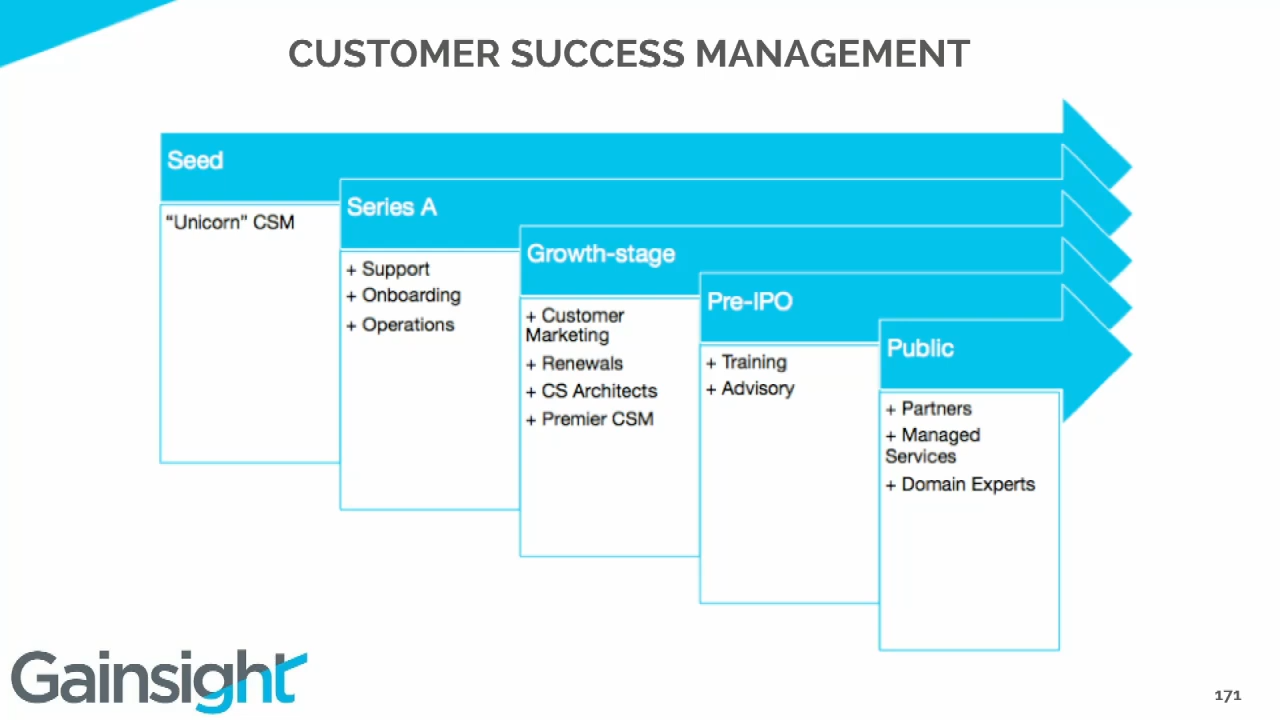 CUSTOMER SUCCESS MANAGEMENT
Seed
“Unicorn” CSM
Series A
+ Support
+ Onboarding
+ Operations
Growth-stage
+ Customer
Marketing
+ Renewals
+ CS Architects
+ Premier CSM
Pre-IPO
+ Training
+ Advisory
Public
+ Partners
+ Managed
Services
+ Domain Experts
Gainsight
171